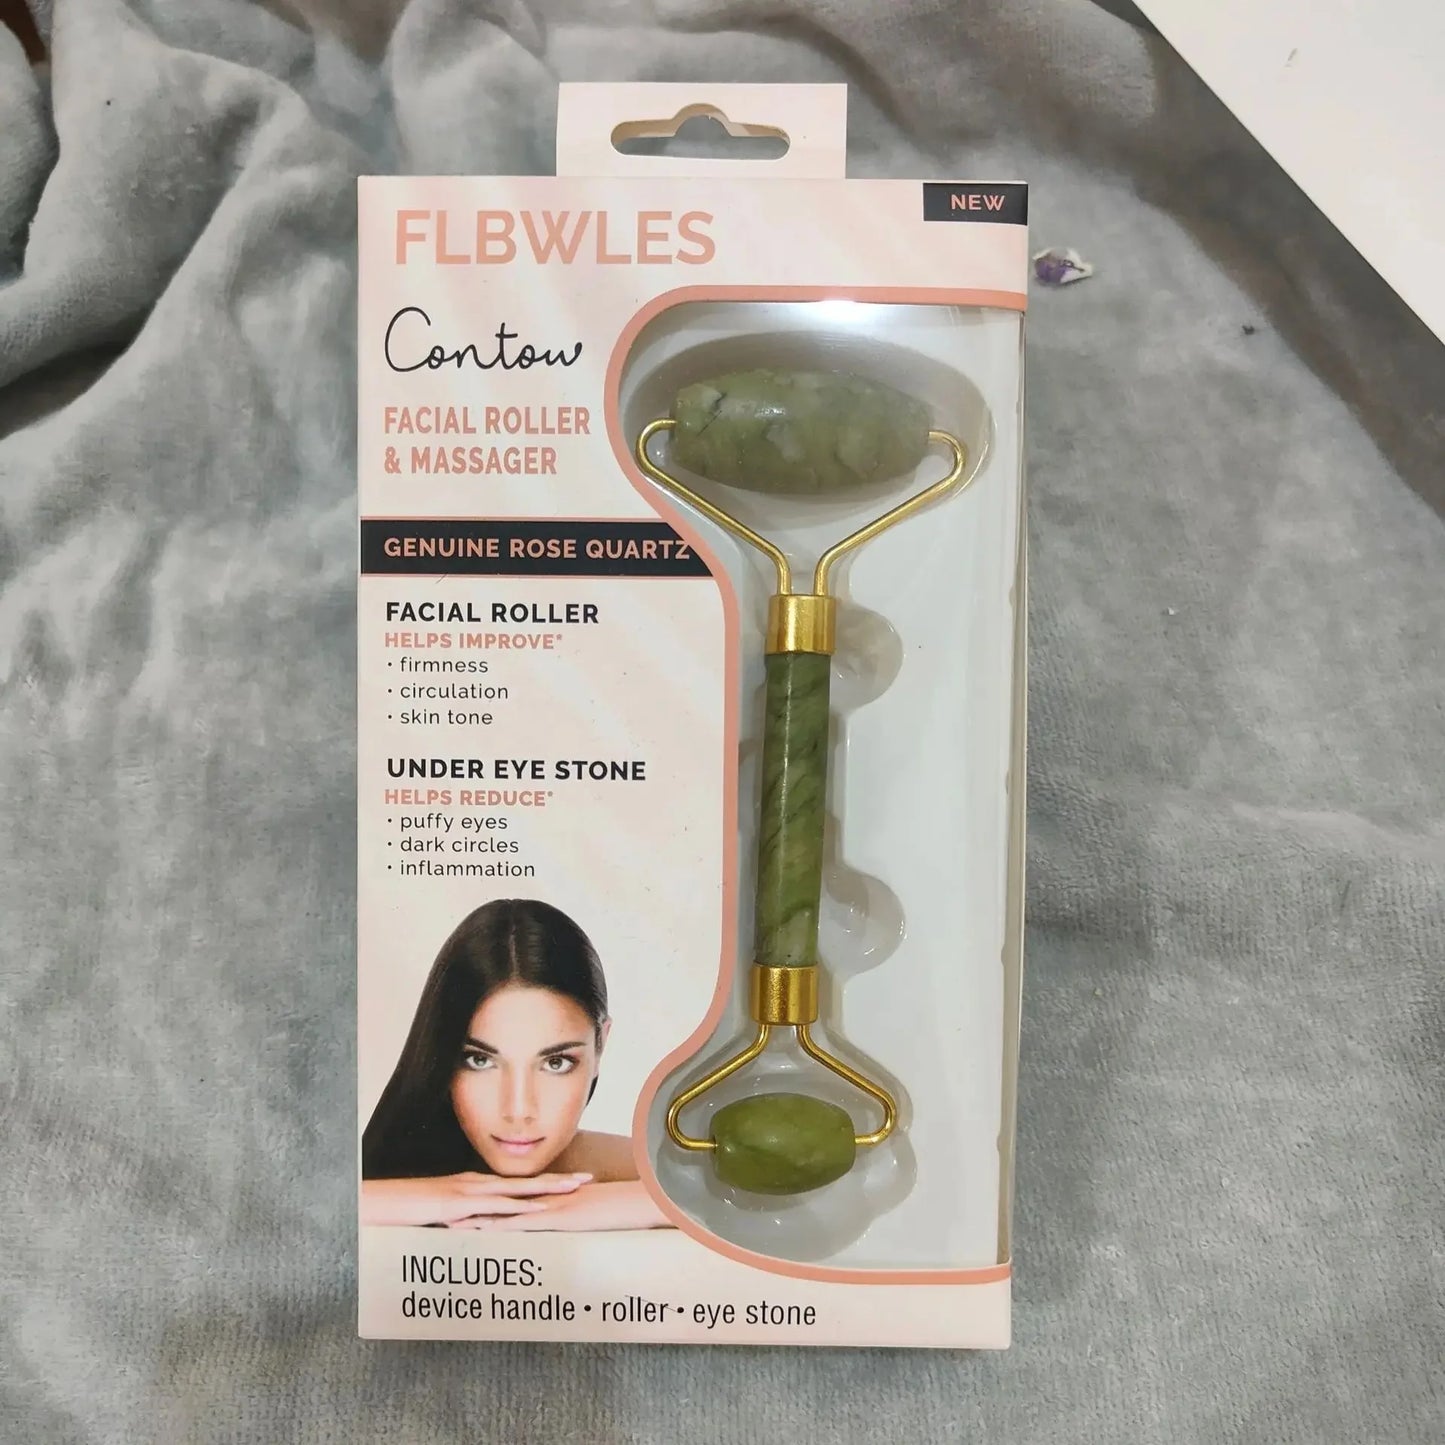 NEW
FLBWLES
Contow
FACIAL ROLLER
& MASSAGER
GENUINE ROSE QUARTZ
FACIAL ROLLER
HELPS IMPROVE*
• firmness
• circulation
• skin tone
UNDER EYE STONE
HELPS REDUCE*
• puffy eyes
• dark circles
• inflammation
INCLUDES:
device handle • roller • eye stone